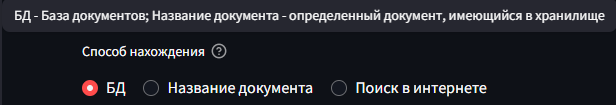 БД - База документов; Название документа - определенный документ, имеющийся в хранилище
Способ нахождения ?
БД Название документа Поиск в интернете